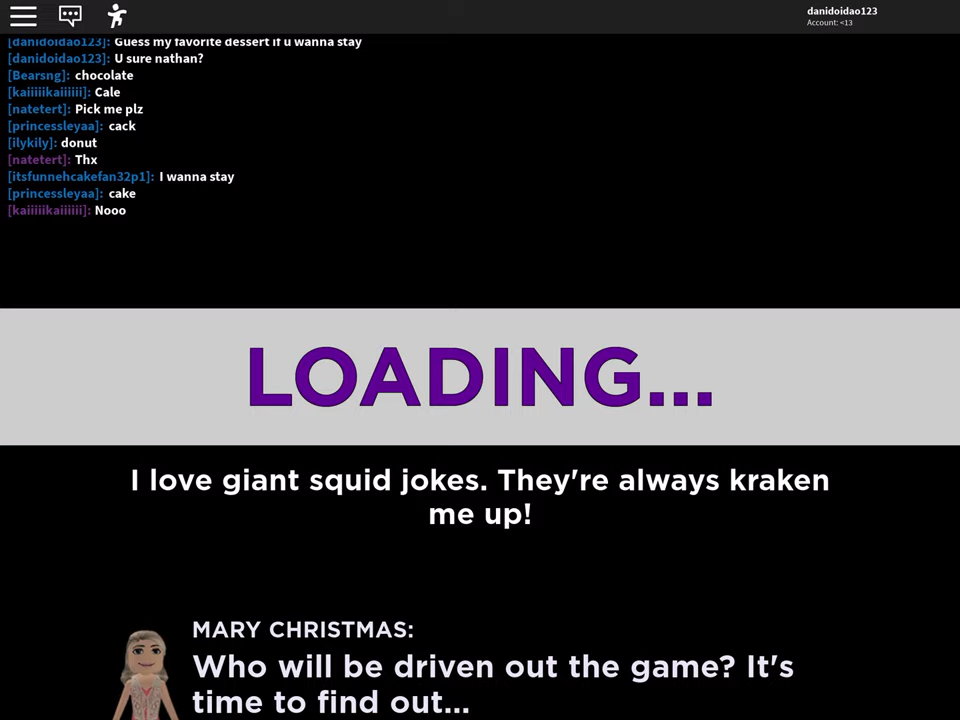 danidoidao123
Account: <13
[danidoidao123]: Guess my favorite dessert if u wanna stay
[danidoidao123]: U sure nathan?
[Bearsng]: chocolate
[kaiiiiikaiiiiii]: Cale
[natetert]: Pick me plz
[princessleyaa]: cack
[ilykily]: donut
[natetert]: Thx
[itsfunnehcakefan32p1]: I wanna stay
[princessleyaa]: cake
[kaiiiiikaiiiiii]: Nooo
LOADING...
I love giant squid jokes. They're always kraken
me up!
MARY CHRISTMAS:
Who will be driven out the game? It's
time to find out...